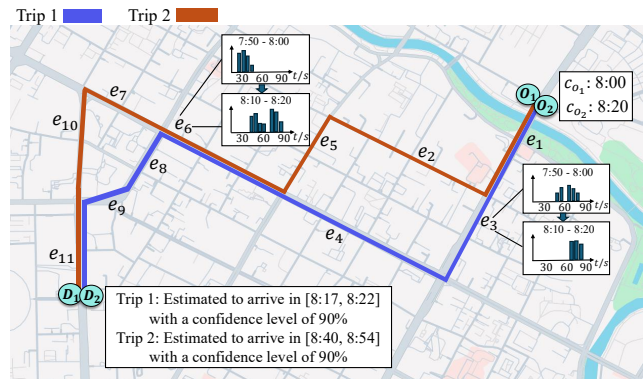 Trip 1
Trip 2
7:50 - 8:00
t/s
30 60 90
8:10 - 8:20
t/s
30 60 90
O₁
O₂
c_{O₁}: 8:00
c_{O₂}: 8:20
e₇
e₁₀
e₆
e₅
e₂
e₁
e₈
e₉
e₃
7:50 - 8:00
t/s
30 60 90
8:10 - 8:20
t/s
30 60 90
e₄
e₁₁
D₁
D₂
Trip 1: Estimated to arrive in [8:17, 8:22]
with a confidence level of 90%
Trip 2: Estimated to arrive in [8:40, 8:54]
with a confidence level of 90%